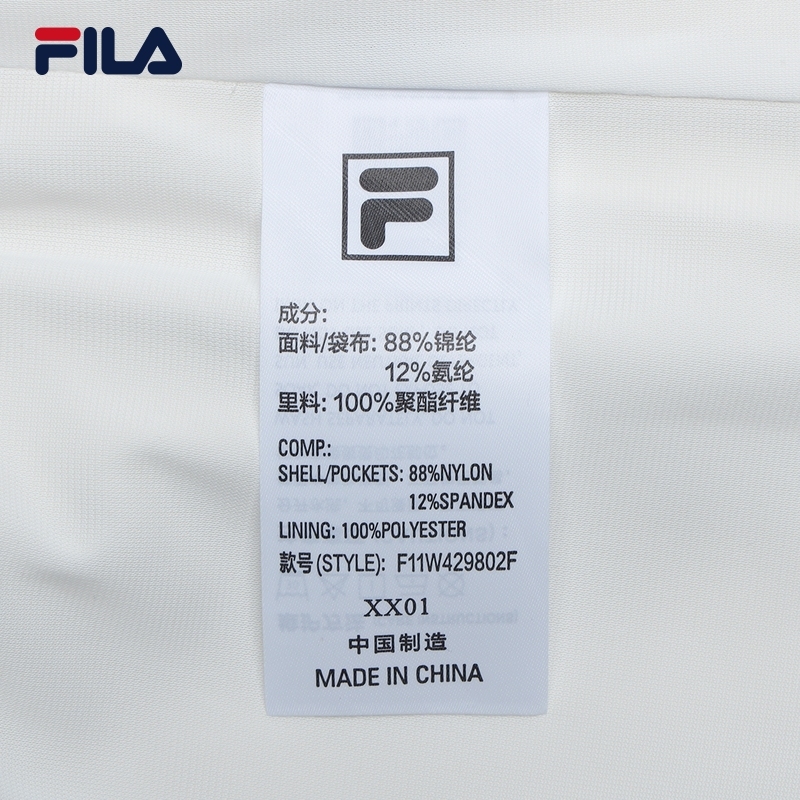 FILA
F
成分:
面料/袋布: 88%锦纶
12%氨纶
里料: 100%聚酯纤维
COMP.:
SHELL/POCKETS: 88%NYLON
12%SPANDEX
LINING: 100%POLYESTER
款号(STYLE): F11W429802F
XX01
中国制造
MADE IN CHINA